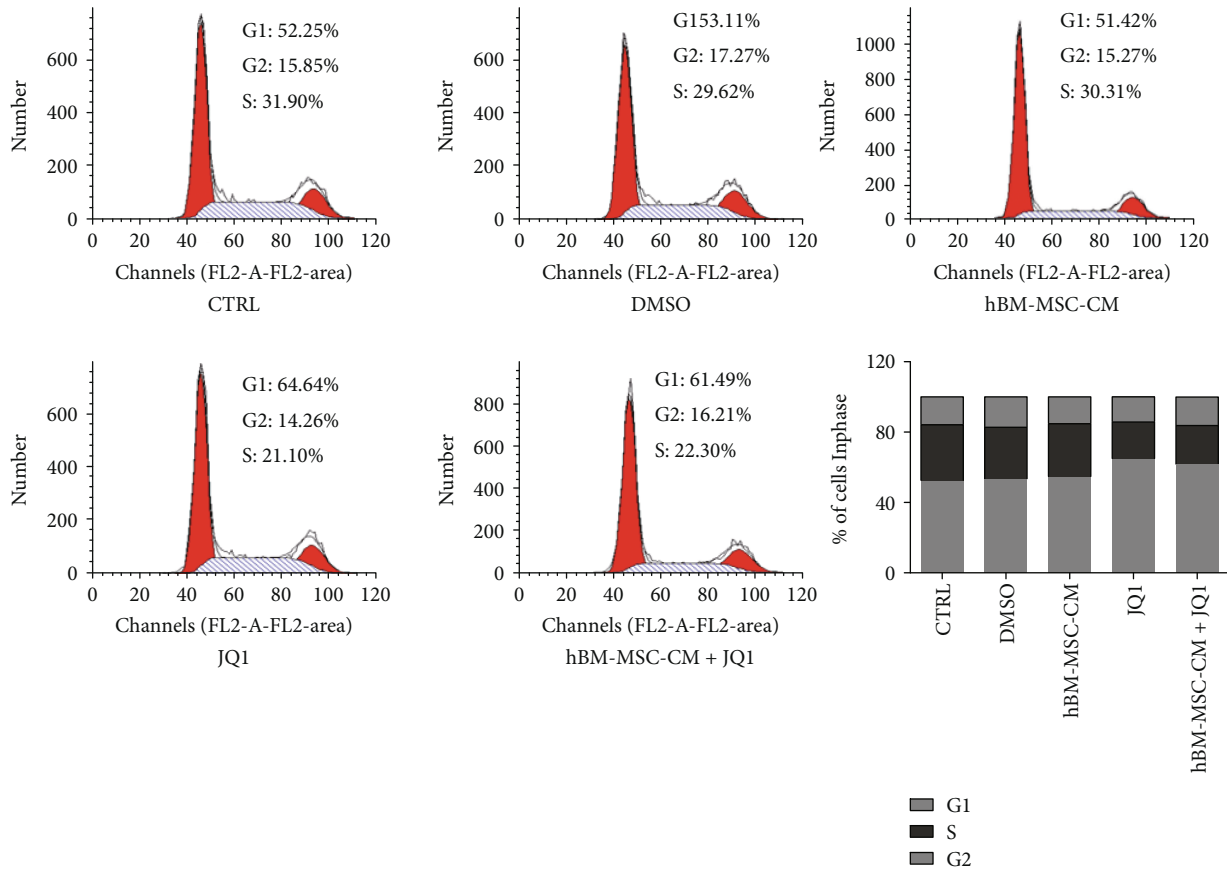 Number
600
400
200
0
G1: 52.25%
G2: 15.85%
S: 31.90%
0 20 40 60 80 100 120
Channels (FL2-A-FL2-area)
CTRL
Number
600
400
200
0
G153.11%
G2: 17.27%
S: 29.62%
0 20 40 60 80 100 120
Channels (FL2-A-FL2-area)
DMSO
Number
1000
800
600
400
200
0
G1: 51.42%
G2: 15.27%
S: 30.31%
0 20 40 60 80 100 120
Channels (FL2-A-FL2-area)
hBM-MSC-CM
Number
600
400
200
0
G1: 64.64%
G2: 14.26%
S: 21.10%
0 20 40 60 80 100 120
Channels (FL2-A-FL2-area)
JQ1
Number
800
600
400
200
0
G1: 61.49%
G2: 16.21%
S: 22.30%
0 20 40 60 80 100 120
Channels (FL2-A-FL2-area)
hBM-MSC-CM + JQ1
% of cells Inphase
120
80
40
0
CTRL
DMSO
hBM-MSC-CM
JQ1
hBM-MSC-CM + JQ1
G1
S
G2